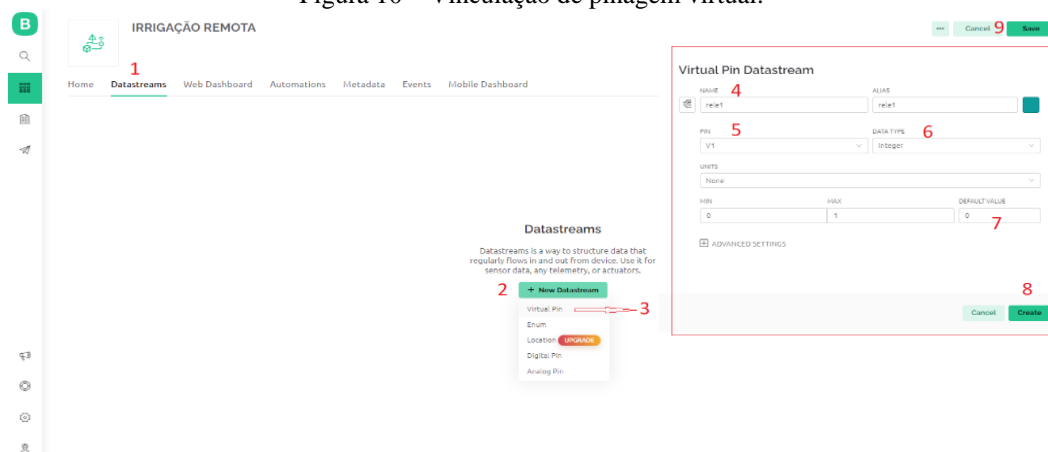 Figura 16 – Vinculação de pinagem virtual.
B
IRRIGAÇÃO REMOTA
1
Home Datastreams Web Dashboard Automations Metadata Events Mobile Dashboard
Datastreams
Datastreams is a way to structure data that
regularly flows in and out from device. Use it for
sensor data, any telemetry, or actuators.
2 + New Datastream
Virtual Pin 3
Enum
Location UPGRADE
Digital Pin
Analog Pin
Cancel 9 Save
Virtual Pin Datastream
NAME 4 ALIAS
rele1 rele1
PIN 5 DATA TYPE 6
V1 Integer
UNITS
None
MIN MAX DEFAULT VALUE
0 1 0
7
ADVANCED SETTINGS
8
Cancel Create